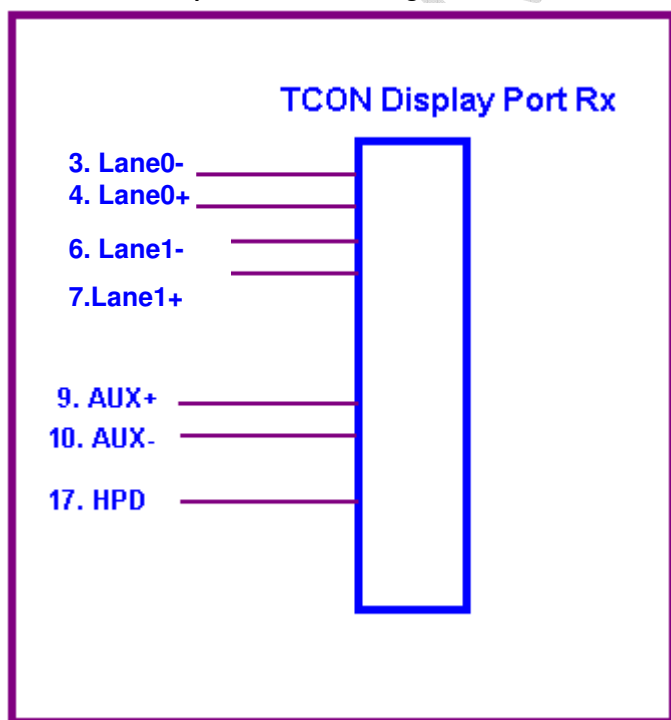 TCON Display Port Rx
3. Lane0-
4. Lane0+
6. Lane1-
7.Lane1+
9. AUX+
10. AUX-
17. HPD